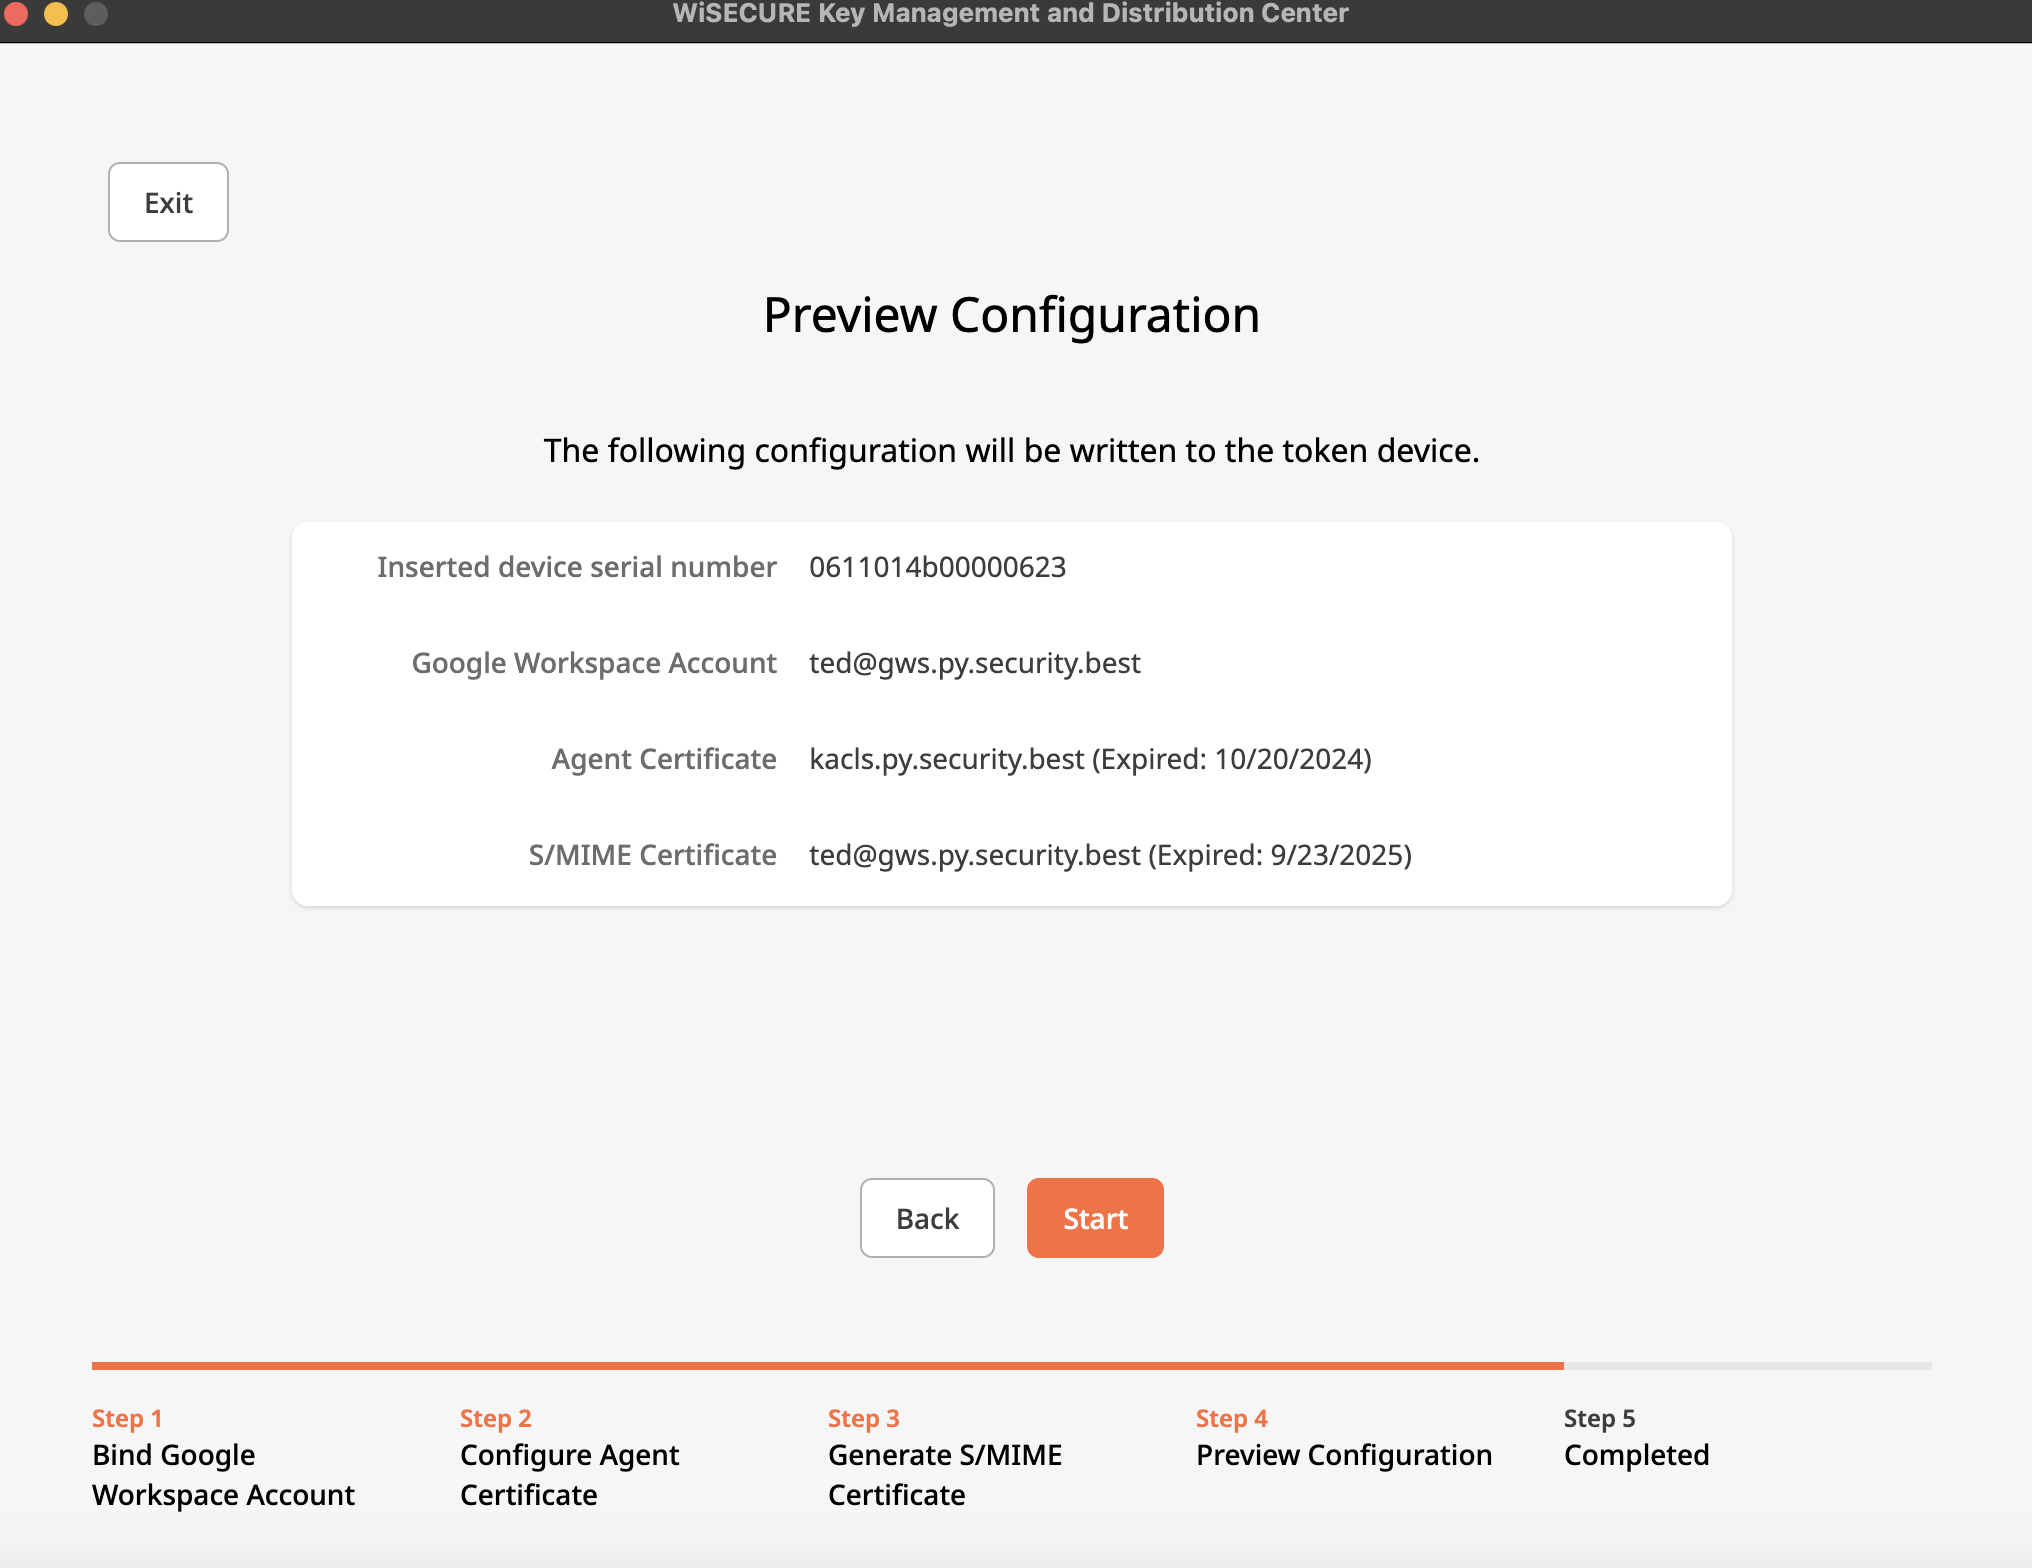 WiSECURE Key Management and Distribution Center
Exit
Preview Configuration
The following configuration will be written to the token device.
Inserted device serial number 0611014b00000623
Google Workspace Account ted@gws.py.security.best
Agent Certificate kacls.py.security.best (Expired: 10/20/2024)
S/MIME Certificate ted@gws.py.security.best (Expired: 9/23/2025)
Back
Start
Step 1
Bind Google
Workspace Account
Step 2
Configure Agent
Certificate
Step 3
Generate S/MIME
Certificate
Step 4
Preview Configuration
Step 5
Completed